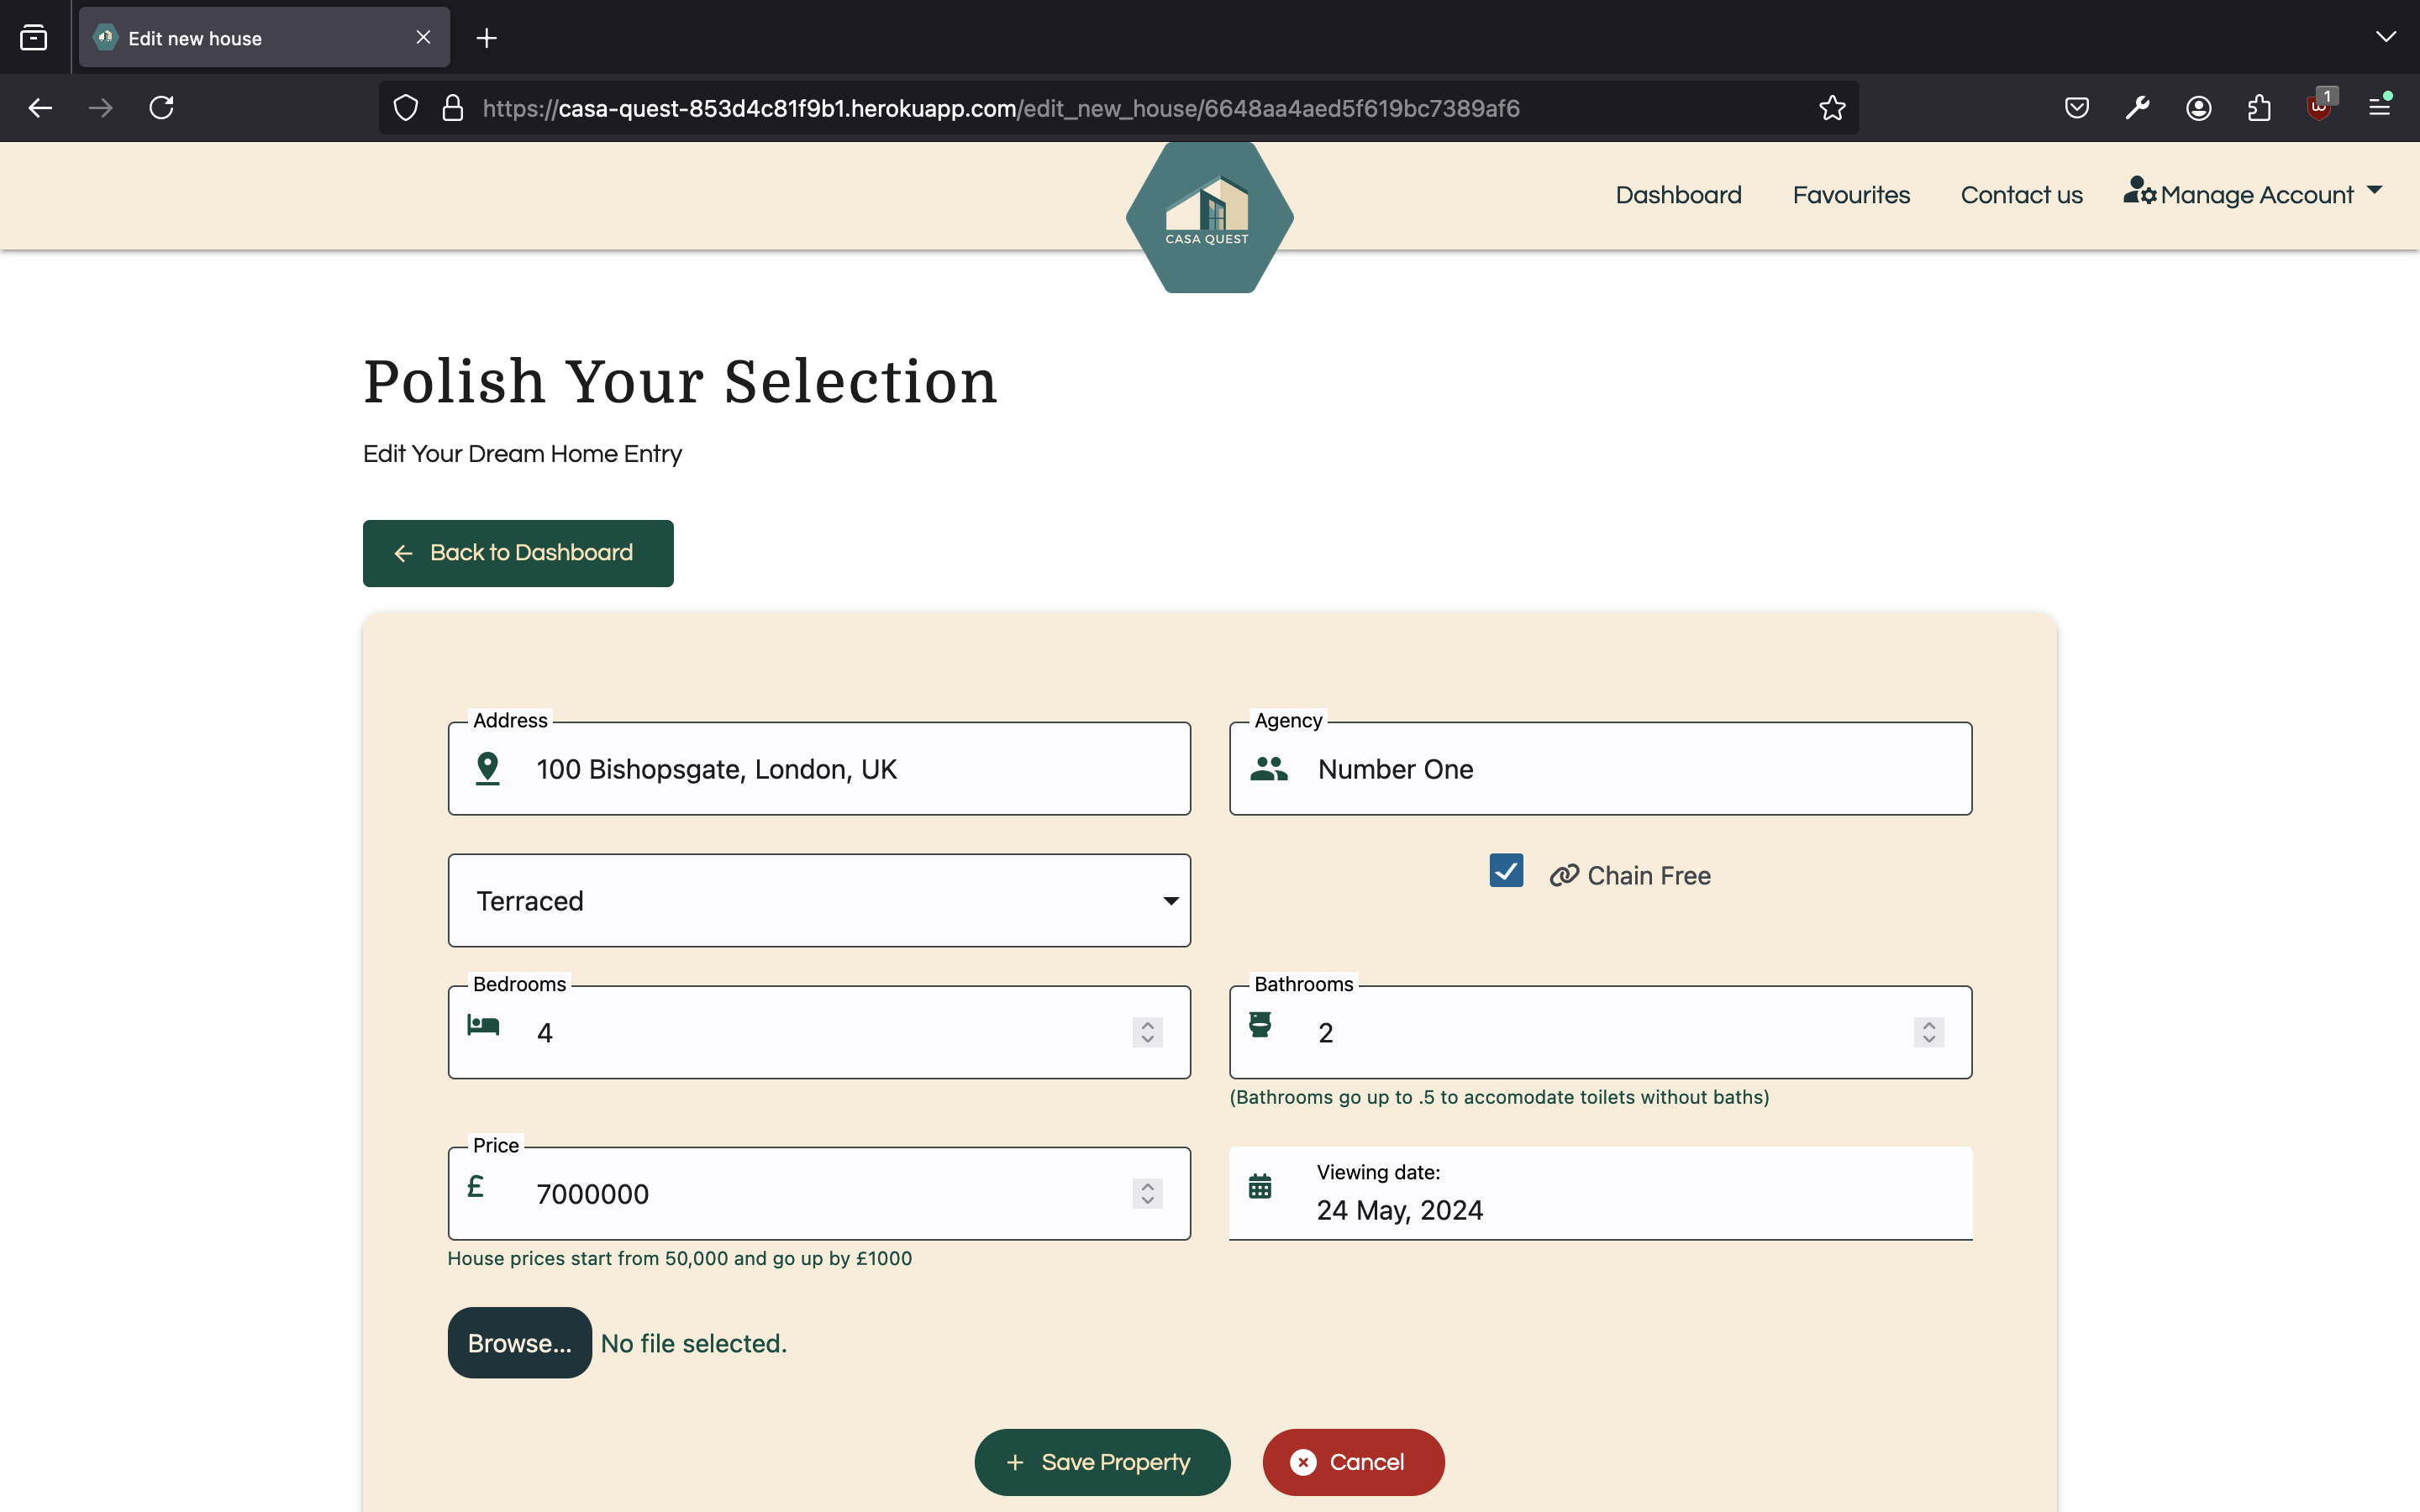 Edit new house
https://casa-quest-853d4c81f9b1.herokuapp.com/edit_new_house/6648aa4aed5f619bc7389af6
1
CASA QUEST
Dashboard
Favourites
Contact us
Manage Account
Polish Your Selection
Edit Your Dream Home Entry
Back to Dashboard
Address
100 Bishopsgate, London, UK
Agency
Number One
Terraced
Chain Free
Bedrooms
4
Bathrooms
2
(Bathrooms go up to .5 to accomodate toilets without baths)
Price
£
7000000
House prices start from 50,000 and go up by £1000
Viewing date:
24 May, 2024
Browse...
No file selected.
Save Property
Cancel